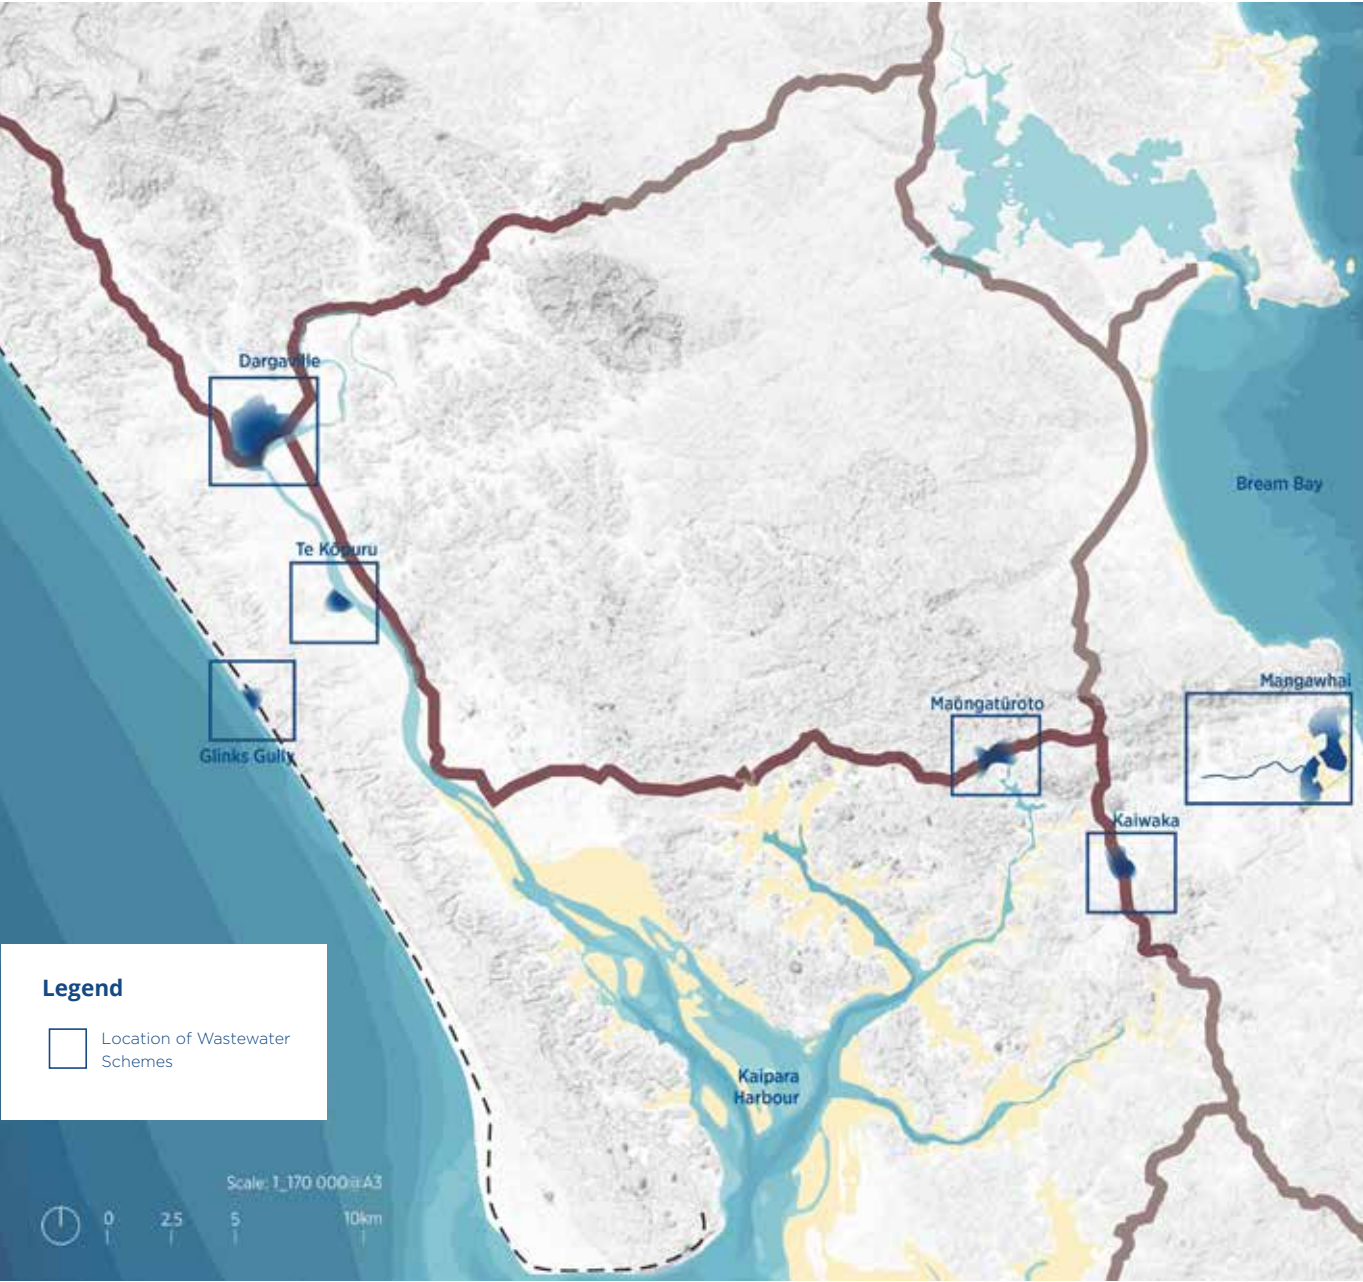 Dargaville
Bream Bay
Te Kōpuru
Mangawhai
Maūngatūroto
Glinks Gully
Kaiwaka
Legend
Location of Wastewater
Schemes
Kaipara
Harbour
Scale: 1_170 000@A3
0 2.5 5 10km